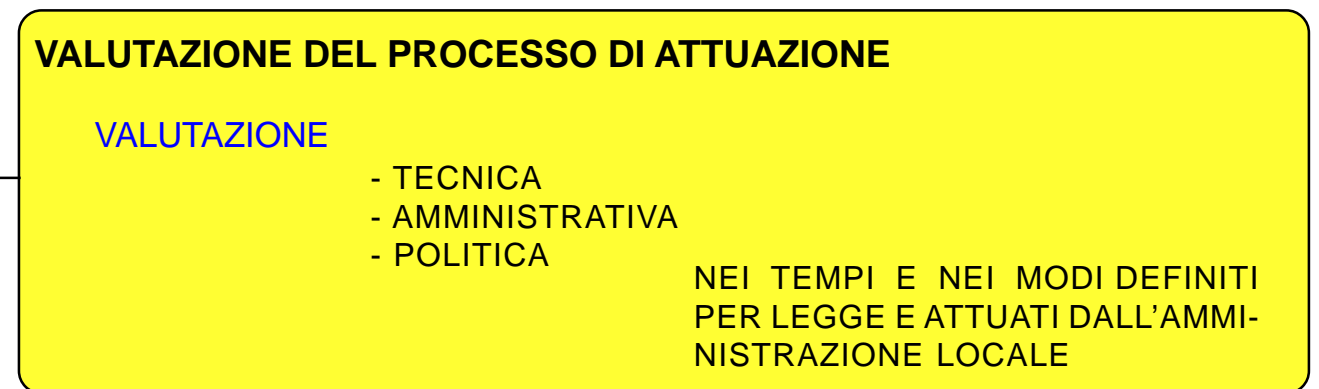 VALUTAZIONE DEL PROCESSO DI ATTUAZIONE
VALUTAZIONE
- TECNICA
- AMMINISTRATIVA
- POLITICA
NEI TEMPI E NEI MODI DEFINITI
PER LEGGE E ATTUATI DALL’AMMI-
NISTRAZIONE LOCALE